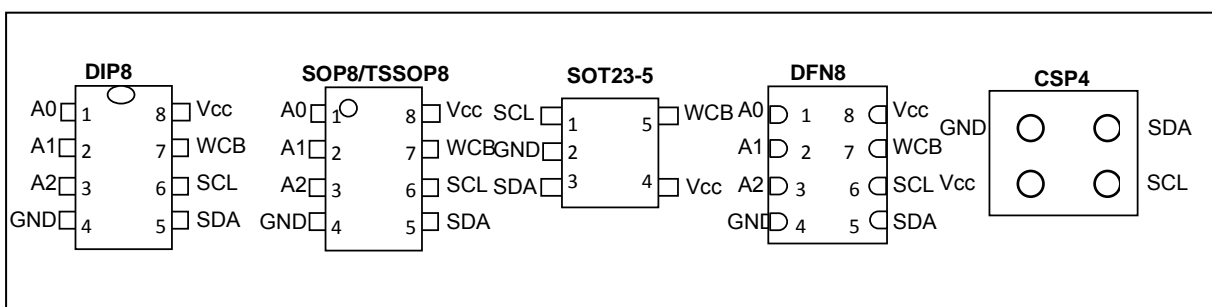 DIP8
A0 1 8 Vcc
A1 2 7 WCB
A2 3 6 SCL
GND 4 5 SDA
SOP8/TSSOP8
A0 1 8 Vcc
A1 2 7 WCB
A2 3 6 SCL
GND 4 5 SDA
SOT23-5
SCL 1 5 WCB
GND 2
SDA 3 4 Vcc
DFN8
A0 1 8 Vcc
A1 2 7 WCB
A2 3 6 SCL
GND 4 5 SDA
CSP4
GND SDA
Vcc SCL